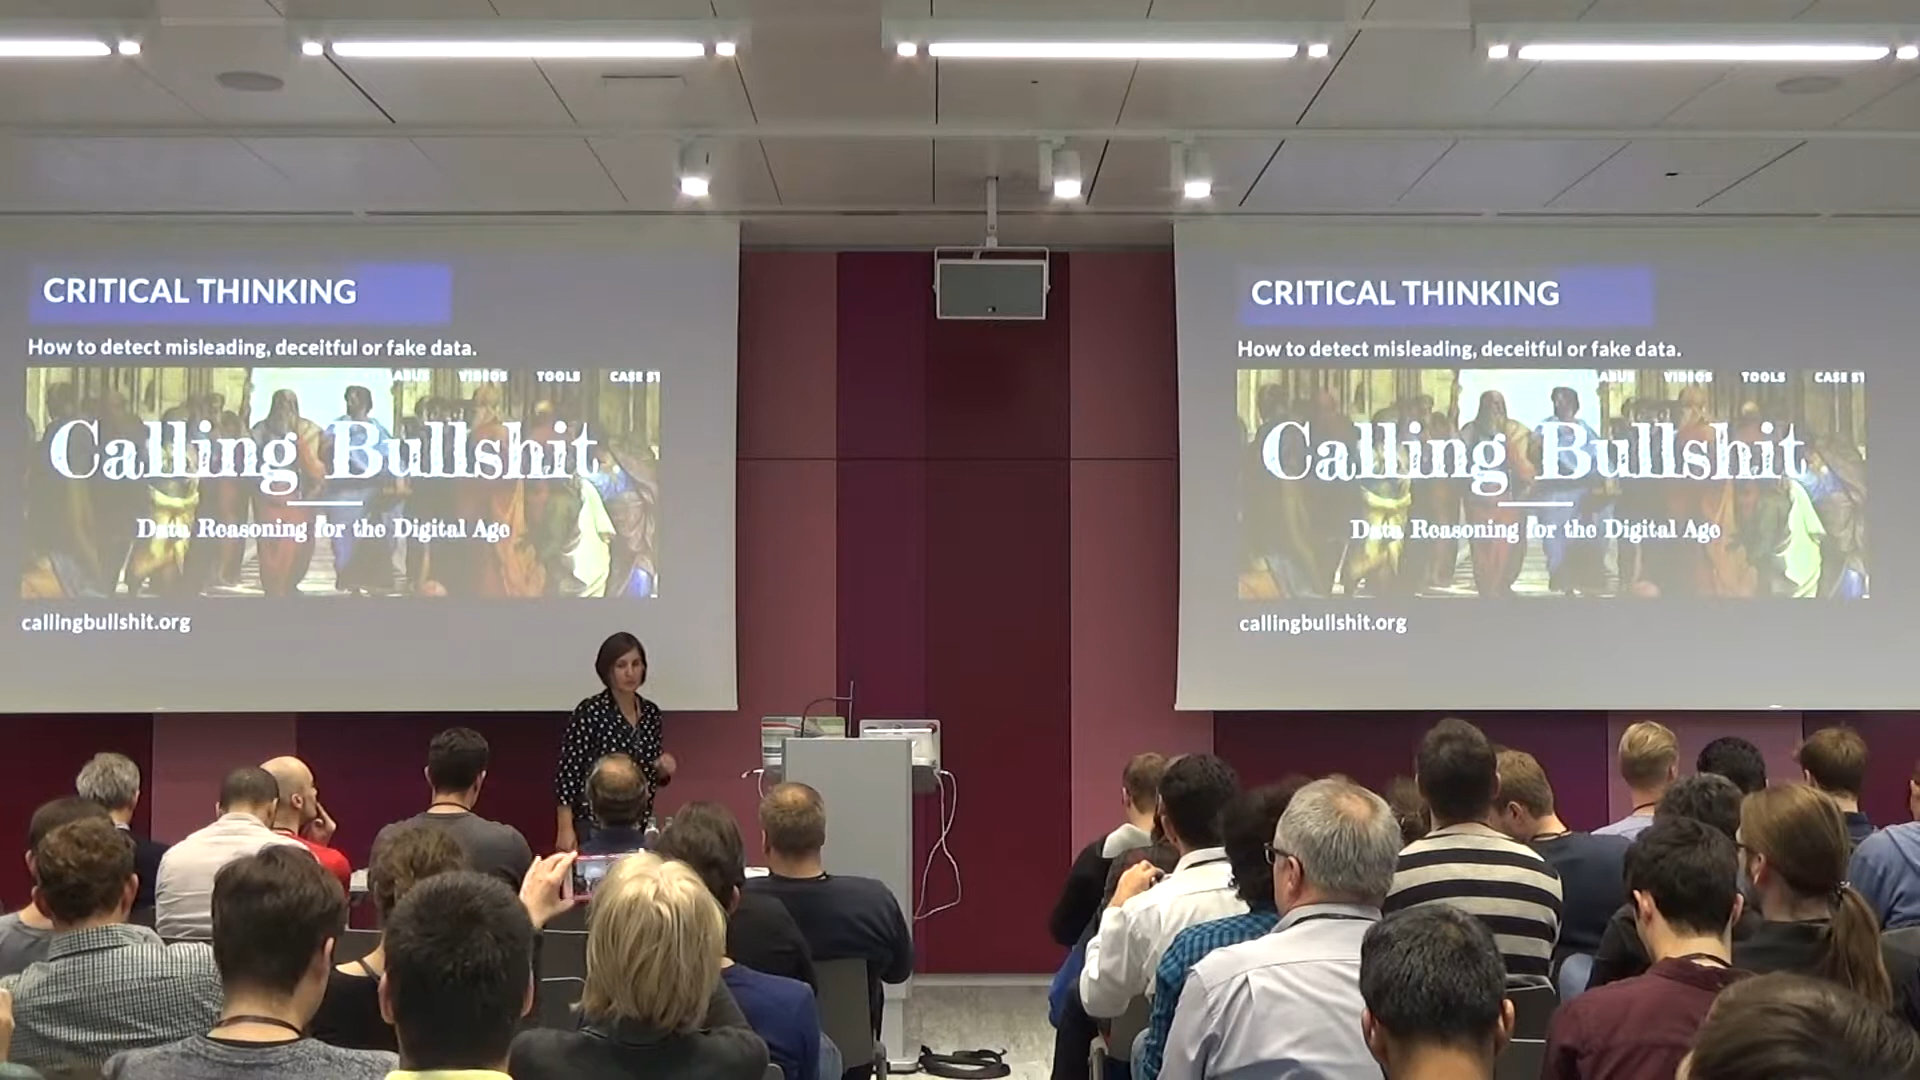 CRITICAL THINKING
How to detect misleading, deceitful or fake data.
VIDEOS TOOLS
Calling Bullshit
Data Reasoning for the Digital Age
callingbullshit.org
CRITICAL THINKING
How to detect misleading, deceitful or fake data.
VIDEOS TOOLS
Calling Bullshit
Data Reasoning for the Digital Age
callingbullshit.org